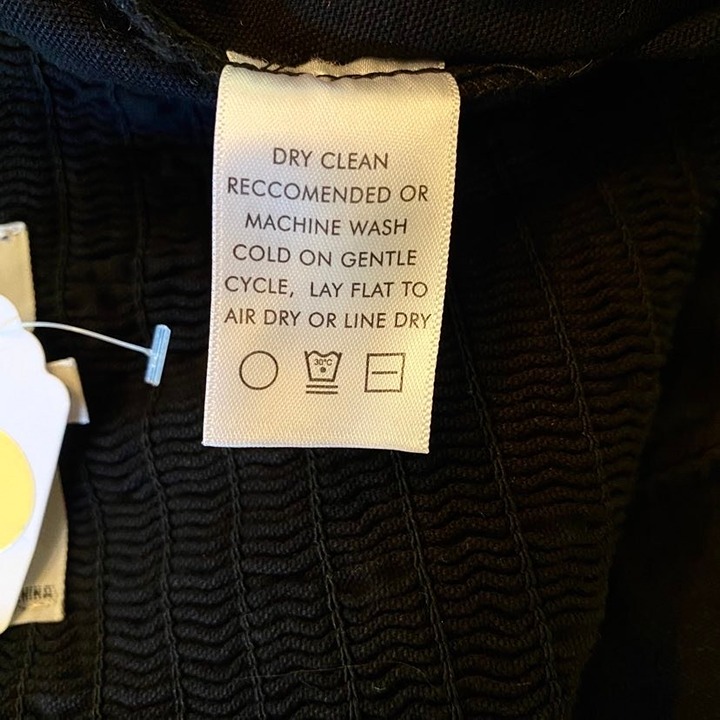 DRY CLEAN
RECCOMENDED OR
MACHINE WASH
COLD ON GENTLE
CYCLE, LAY FLAT TO
AIR DRY OR LINE DRY
30°C